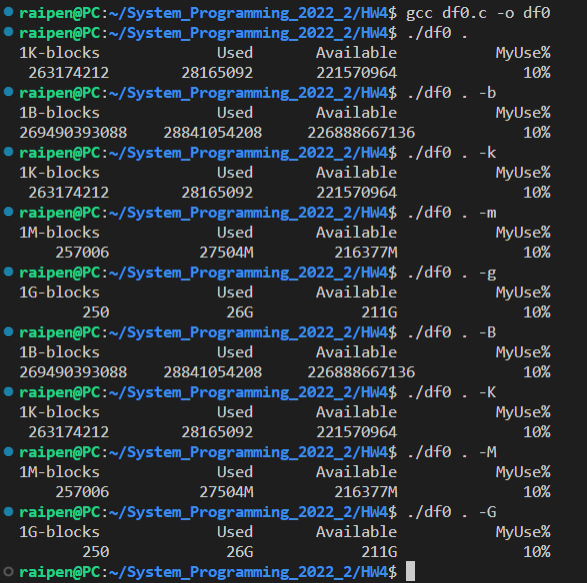 raipen@PC:~/System_Programming_2022_2/HW4$ gcc df0.c -o df0
raipen@PC:~/System_Programming_2022_2/HW4$ ./df0 .
1K-blocks Used Available MyUse%
263174212 28165092 221570964 10%
raipen@PC:~/System_Programming_2022_2/HW4$ ./df0 . -b
1B-blocks Used Available MyUse%
269490393088 28841054208 226888667136 10%
raipen@PC:~/System_Programming_2022_2/HW4$ ./df0 . -k
1K-blocks Used Available MyUse%
263174212 28165092 221570964 10%
raipen@PC:~/System_Programming_2022_2/HW4$ ./df0 . -m
1M-blocks Used Available MyUse%
257006 27504M 216377M 10%
raipen@PC:~/System_Programming_2022_2/HW4$ ./df0 . -g
1G-blocks Used Available MyUse%
250 26G 211G 10%
raipen@PC:~/System_Programming_2022_2/HW4$ ./df0 . -B
1B-blocks Used Available MyUse%
269490393088 28841054208 226888667136 10%
raipen@PC:~/System_Programming_2022_2/HW4$ ./df0 . -K
1K-blocks Used Available MyUse%
263174212 28165092 221570964 10%
raipen@PC:~/System_Programming_2022_2/HW4$ ./df0 . -M
1M-blocks Used Available MyUse%
257006 27504M 216377M 10%
raipen@PC:~/System_Programming_2022_2/HW4$ ./df0 . -G
1G-blocks Used Available MyUse%
250 26G 211G 10%
raipen@PC:~/System_Programming_2022_2/HW4$